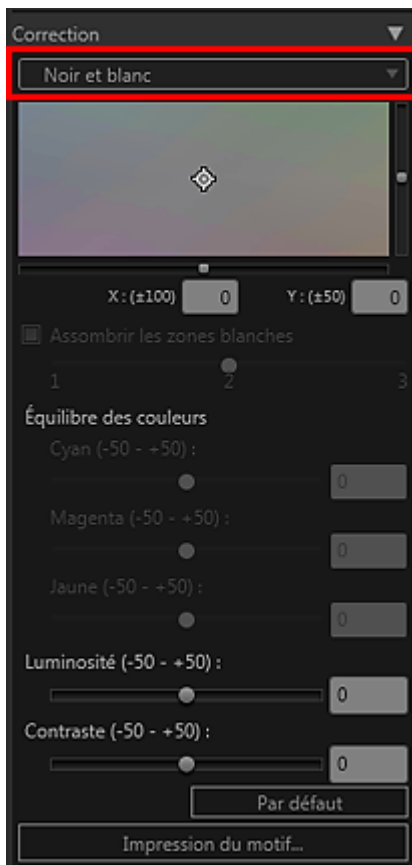 Correction
Noir et blanc
X : (±100) 0 Y : (±50) 0
Assombrir les zones blanches
1 2 3
Équilibre des couleurs
Cyan (-50 - +50) :
0
Magenta (-50 - +50) :
0
Jaune (-50 - +50) :
0
Luminosité (-50 - +50) :
0
Contraste (-50 - +50) :
0
Par défaut
Impression du motif...